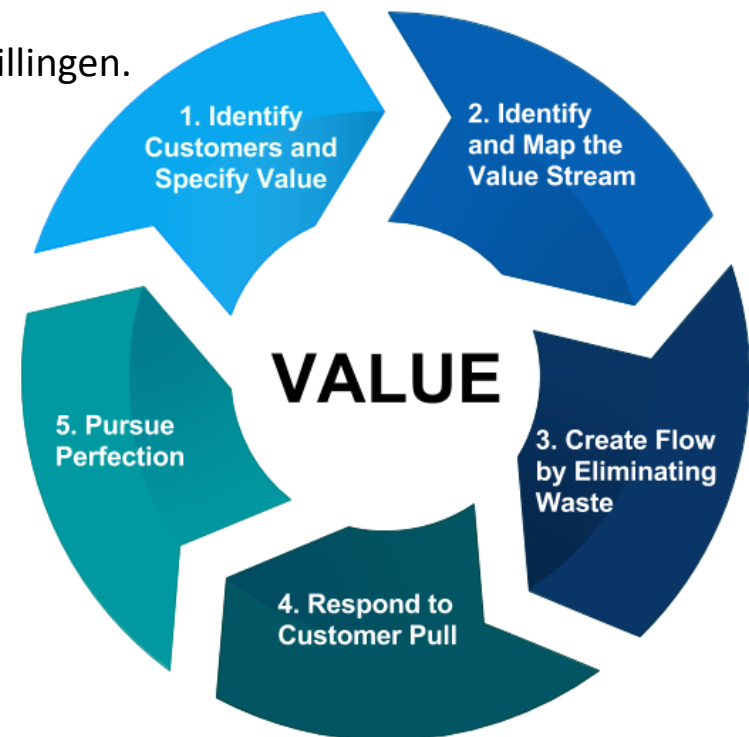 illingen.
1. Identify
Customers and
Specify Value
2. Identify
and Map the
Value Stream
VALUE
3. Create Flow
by Eliminating
Waste
4. Respond to
Customer Pull
5. Pursue
Perfection